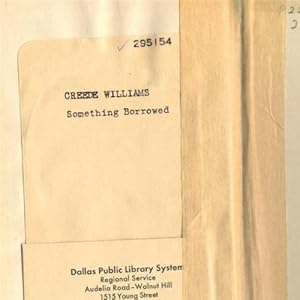 ✓ 295154
CREEDE WILLIAMS
Something Borrowed
Dallas Public Library System
Regional Service
Audelia Road-Walnut Hill
1515 Young Street